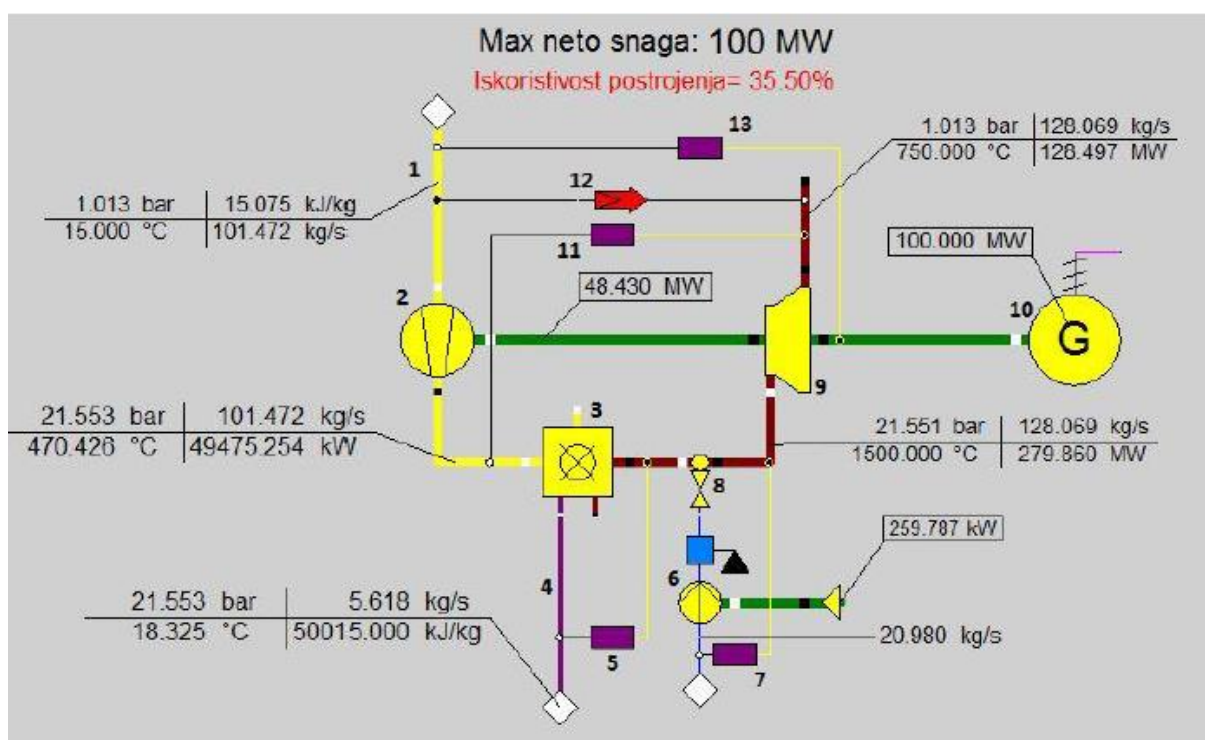 Max neto snaga: 100 MW
Iskoristivost postrojenja= 35.50%
13
1.013 bar 128.069 kg/s
750.000 °C 128.497 MW
1
12
1.013 bar 15.075 kJ/kg
15.000 °C 101.472 kg/s
11
100.000 MW
48.430 MW
2
10
G
9
21.553 bar 101.472 kg/s
470.426 °C 49475.254 kW
3
21.551 bar 128.069 kg/s
1500.000 °C 279.860 MW
8
259.787 kW
6
4
21.553 bar 5.618 kg/s
18.325 °C 50015.000 kJ/kg
20.980 kg/s
5
7